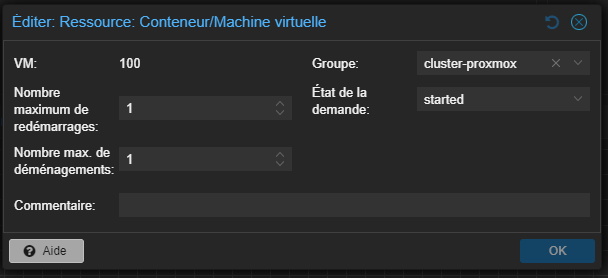 Éditer: Ressource: Conteneur/Machine virtuelle
VM: 100 Groupe: cluster-proxmox
Nombre
maximum de
redémarrages: 1
État de la
demande: started
Nombre max. de
déménagements: 1
Commentaire:
Aide OK